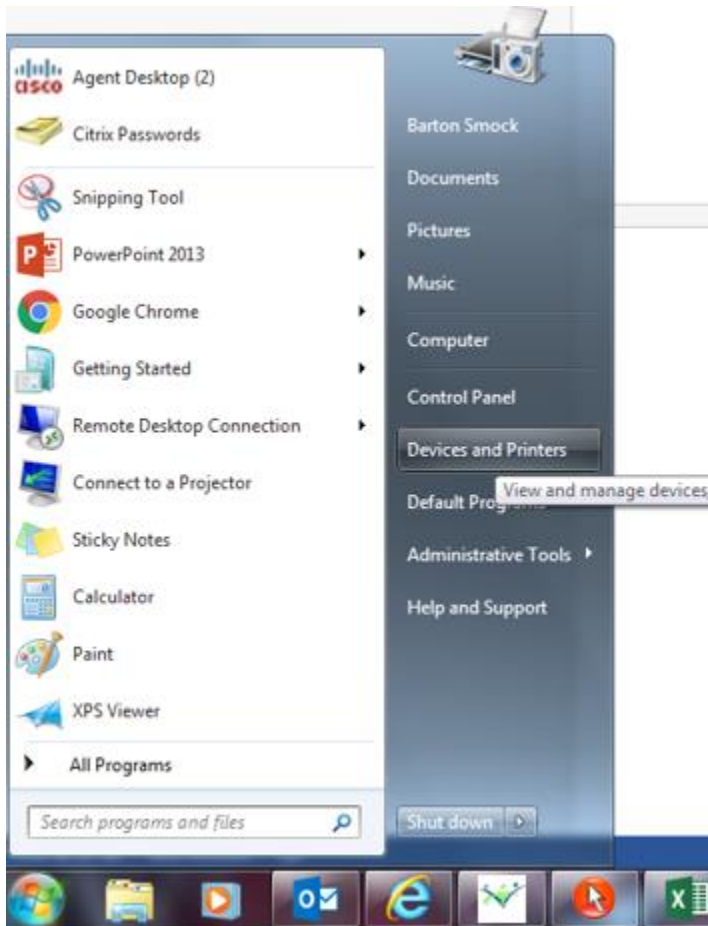 CISCO
Agent Desktop (2)
Citrix Passwords
Snipping Tool
PowerPoint 2013
Google Chrome
Getting Started
Remote Desktop Connection
Connect to a Projector
Sticky Notes
Calculator
Paint
XPS Viewer
All Programs
Search programs and files
Barton Smock
Documents
Pictures
Music
Computer
Control Panel
Devices and Printers
View and manage devices,
Default Programs
Administrative Tools
Help and Support
Shut down